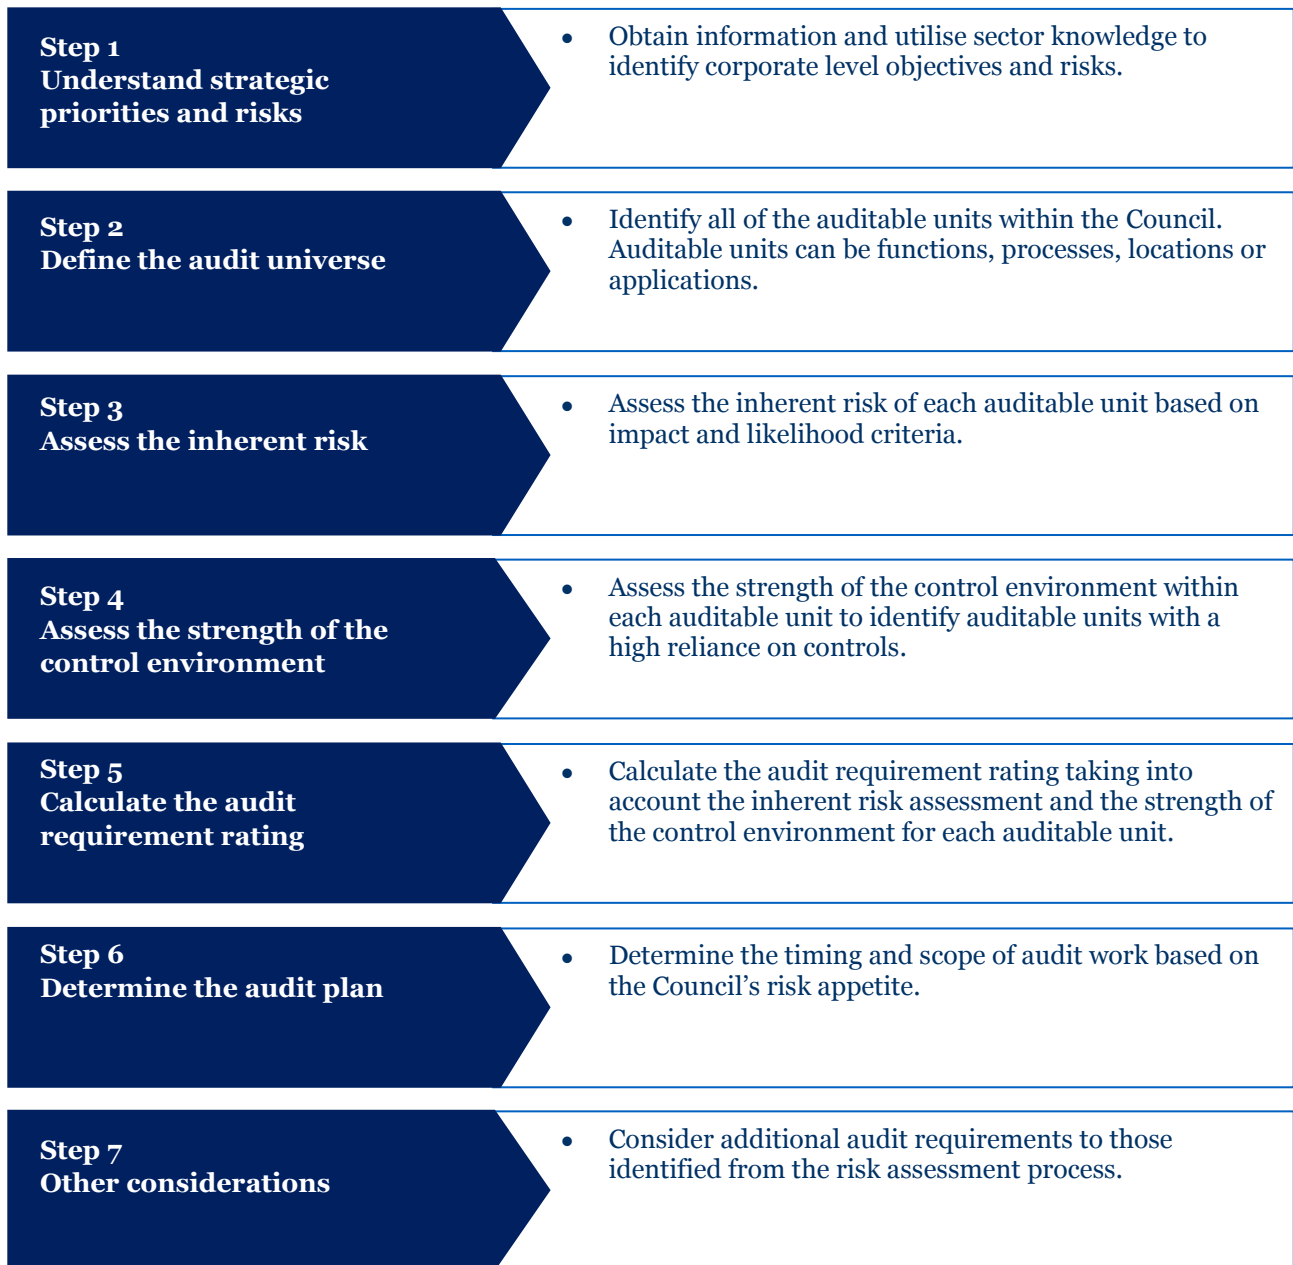 Step 1
Understand strategic
priorities and risks
• Obtain information and utilise sector knowledge to
identify corporate level objectives and risks.
Step 2
Define the audit universe
• Identify all of the auditable units within the Council.
Auditable units can be functions, processes, locations or
applications.
Step 3
Assess the inherent risk
• Assess the inherent risk of each auditable unit based on
impact and likelihood criteria.
Step 4
Assess the strength of the
control environment
• Assess the strength of the control environment within
each auditable unit to identify auditable units with a
high reliance on controls.
Step 5
Calculate the audit
requirement rating
• Calculate the audit requirement rating taking into
account the inherent risk assessment and the strength of
the control environment for each auditable unit.
Step 6
Determine the audit plan
• Determine the timing and scope of audit work based on
the Council’s risk appetite.
Step 7
Other considerations
• Consider additional audit requirements to those
identified from the risk assessment process.